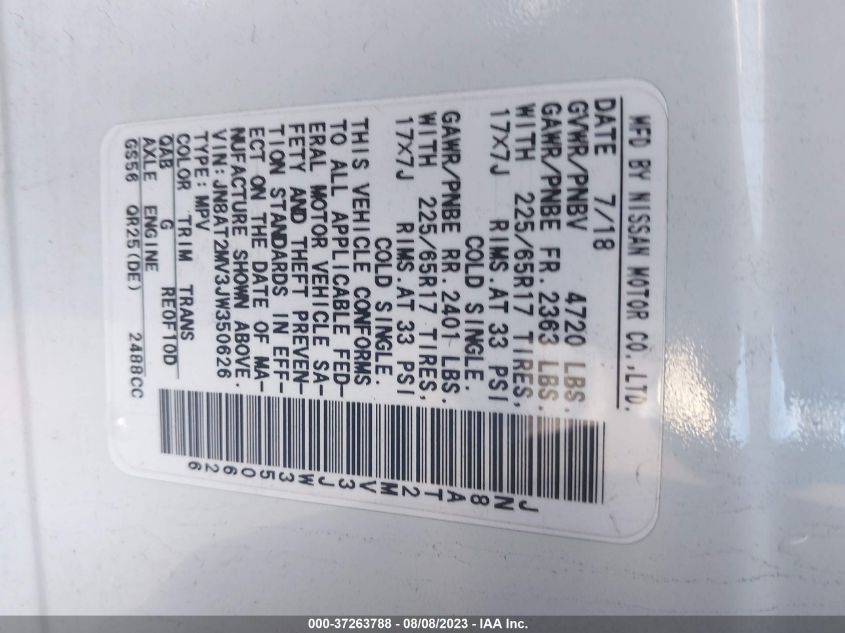 MFD BY NISSAN MOTOR CO.,LTD.
DATE 7/18
GVWR/PNBV 4720 LBS.
GAWR/PNBE FR. 2363 LBS.
WITH 225/65R17 TIRES,
17X7J RIMS AT 33 PSI
COLD SINGLE.
GAWR/PNBE RR. 2401 LBS.
WITH 225/65R17 TIRES,
17X7J RIMS AT 33 PSI
COLD SINGLE.
THIS VEHICLE CONFORMS
TO ALL APPLICABLE FED–
ERAL MOTOR VEHICLE SA–
FETY AND THEFT PREVEN–
TION STANDARDS IN EFF–
ECT ON THE DATE OF MA–
NUFACTURE SHOWN ABOVE.
VIN:JN8AT2MV3JW350626
TYPE:MPV
COLOR TRIM TRANS
QAB G RE0F10D
AXLE ENGINE
GS56 QR25(DE) 2488CC
JN8AT2MV3JW350626
000-37263788 - 08/08/2023 - IAA Inc.